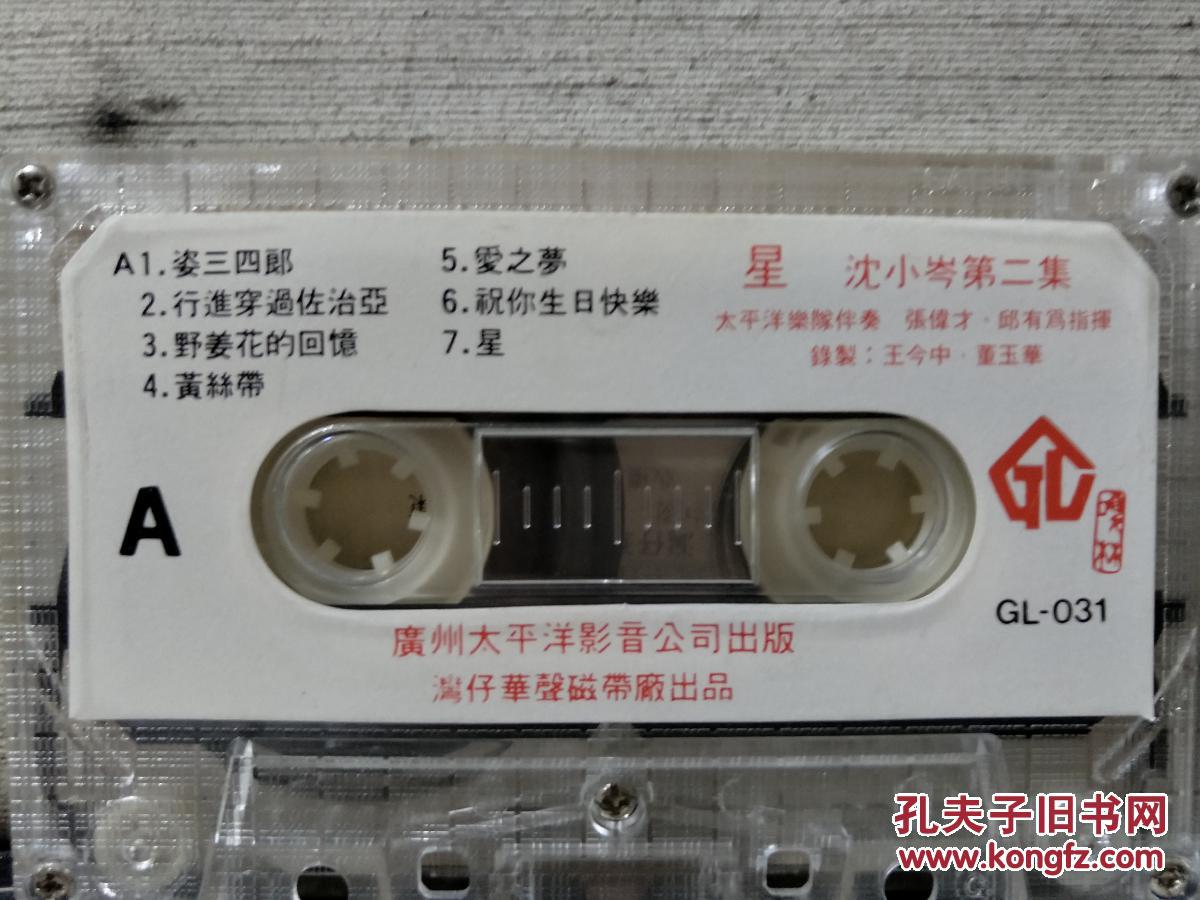 A1.姿三四郎
2.行進穿過佐治亞
3.野姜花的回憶
4.黃絲帶
5.愛之夢
6.祝你生日快樂
7.星
星 沈小岑第二集
太平洋樂隊伴奏 張偉才·邱有爲指揮
錄製：王今中·董玉華
A
GL-031
廣州太平洋影音公司出版
灣仔華聲磁帶廠出品
孔夫子旧书网
www.kongfz.com